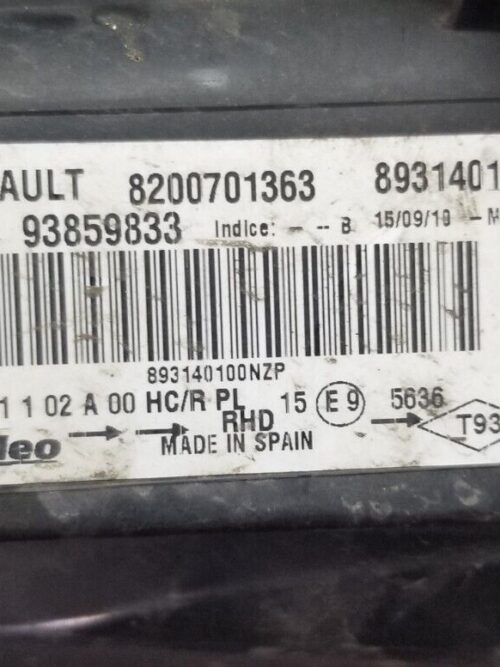 AULT 8200701363 8931401
93859833 Indice: - -- B 15/09/10 - M
893140100NZP
1 1 02 A 00 HC/R PL 15 E9 5636
leo RHD T93
MADE IN SPAIN